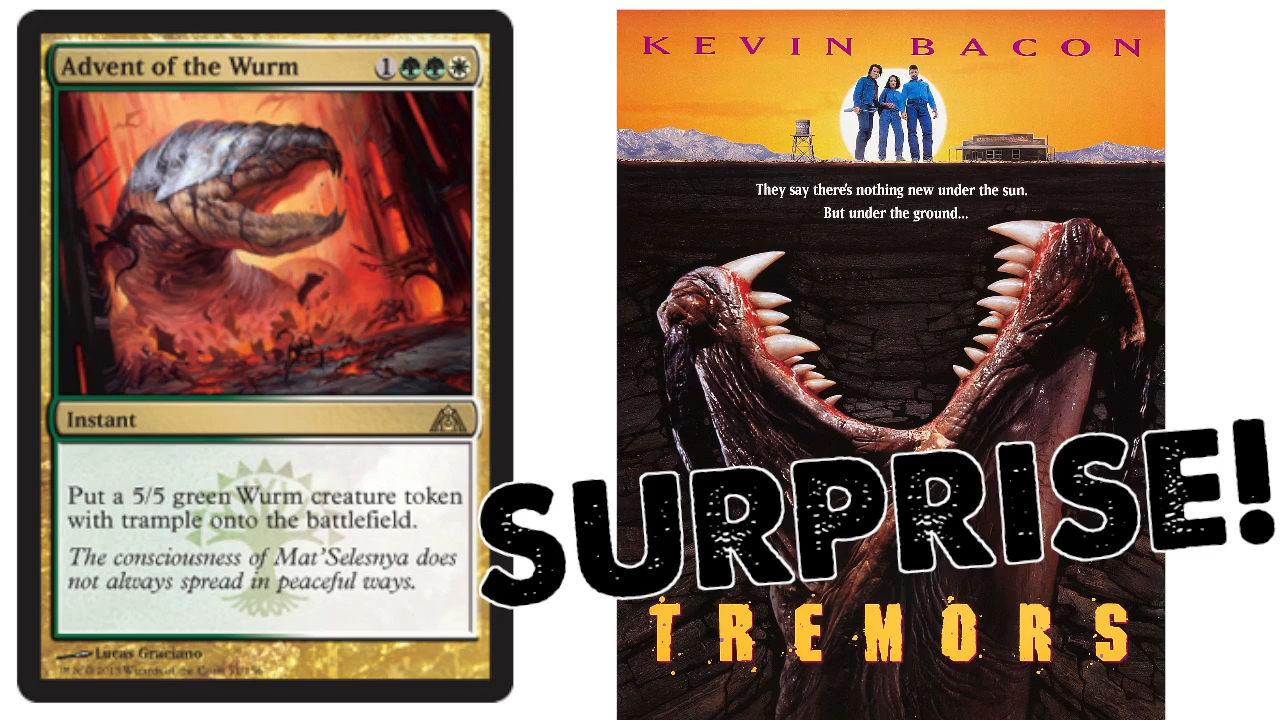 Advent of the Wurm 1
Instant
Put a 5/5 green Wurm creature token
with trample onto the battlefield.
The consciousness of Mat'Selesnya does
not always spread in peaceful ways.
Lucas Graciano
KEVIN BACON
They say there's nothing new under the sun.
But under the ground...
SURPRISE!
TREMORS